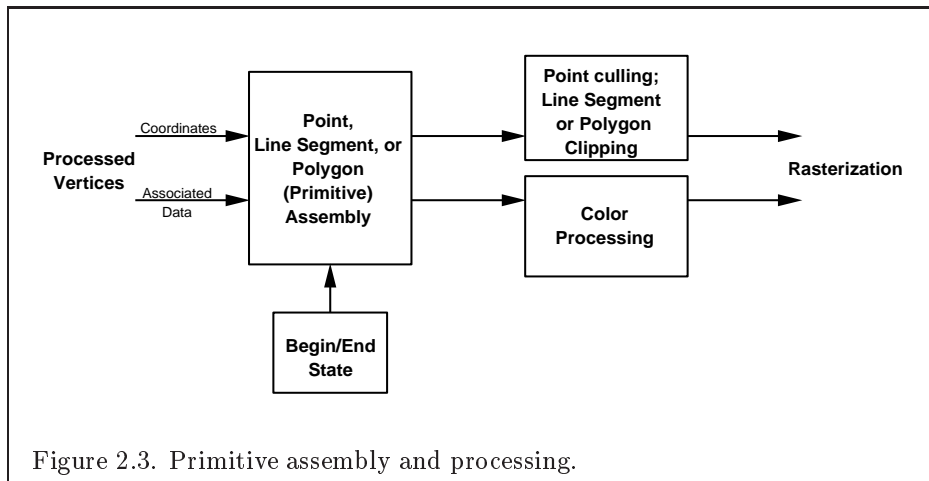 Coordinates
Processed
Vertices
Associated
Data
Point,
Line Segment, or
Polygon
(Primitive)
Assembly
Begin/End
State
Point culling;
Line Segment
or Polygon
Clipping
Color
Processing
Rasterization
Figure 2.3. Primitive assembly and processing.